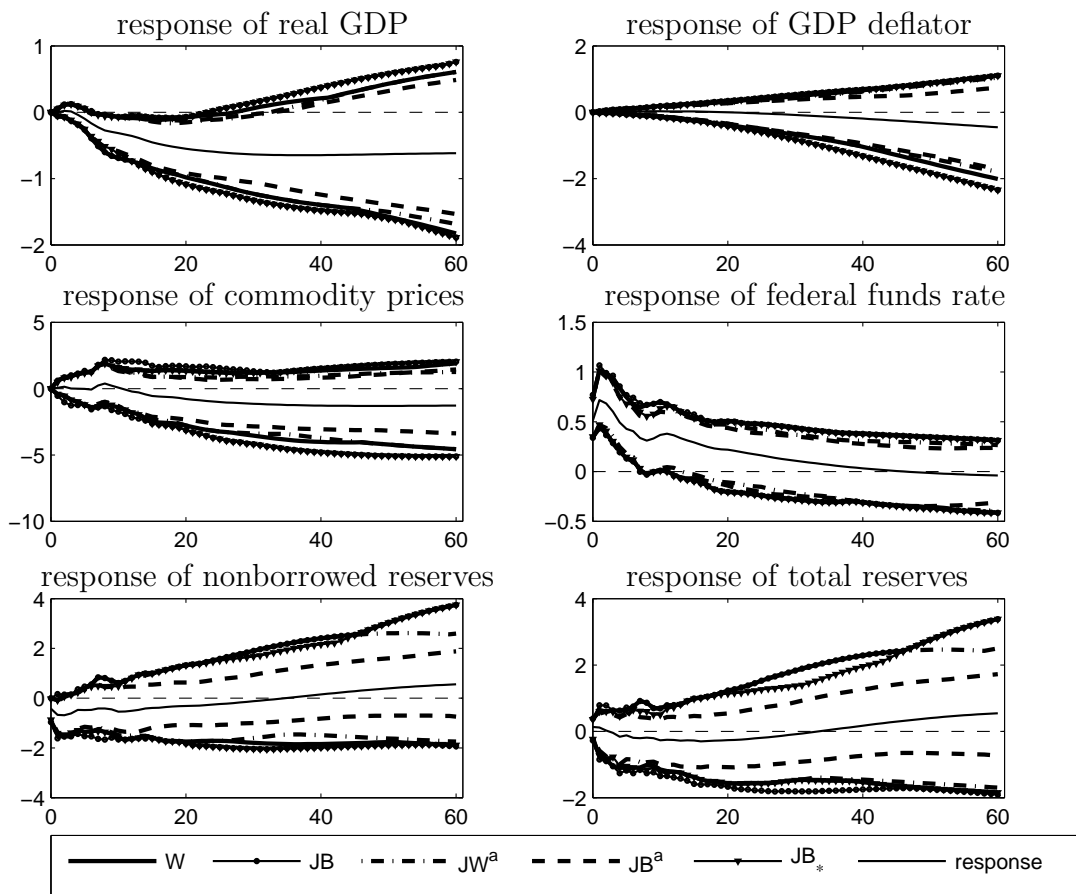 response of real GDP
response of GDP deflator
1
0
−1
−2
0 20 40 60
2
0
−2
−4
0 20 40 60
response of commodity prices
response of federal funds rate
5
0
−5
−10
0 20 40 60
1.5
1
0.5
0
−0.5
0 20 40 60
response of nonborrowed reserves
response of total reserves
4
2
0
−2
−4
0 20 40 60
4
2
0
−2
0 20 40 60
W JB JWᵃ JBᵃ JB* response